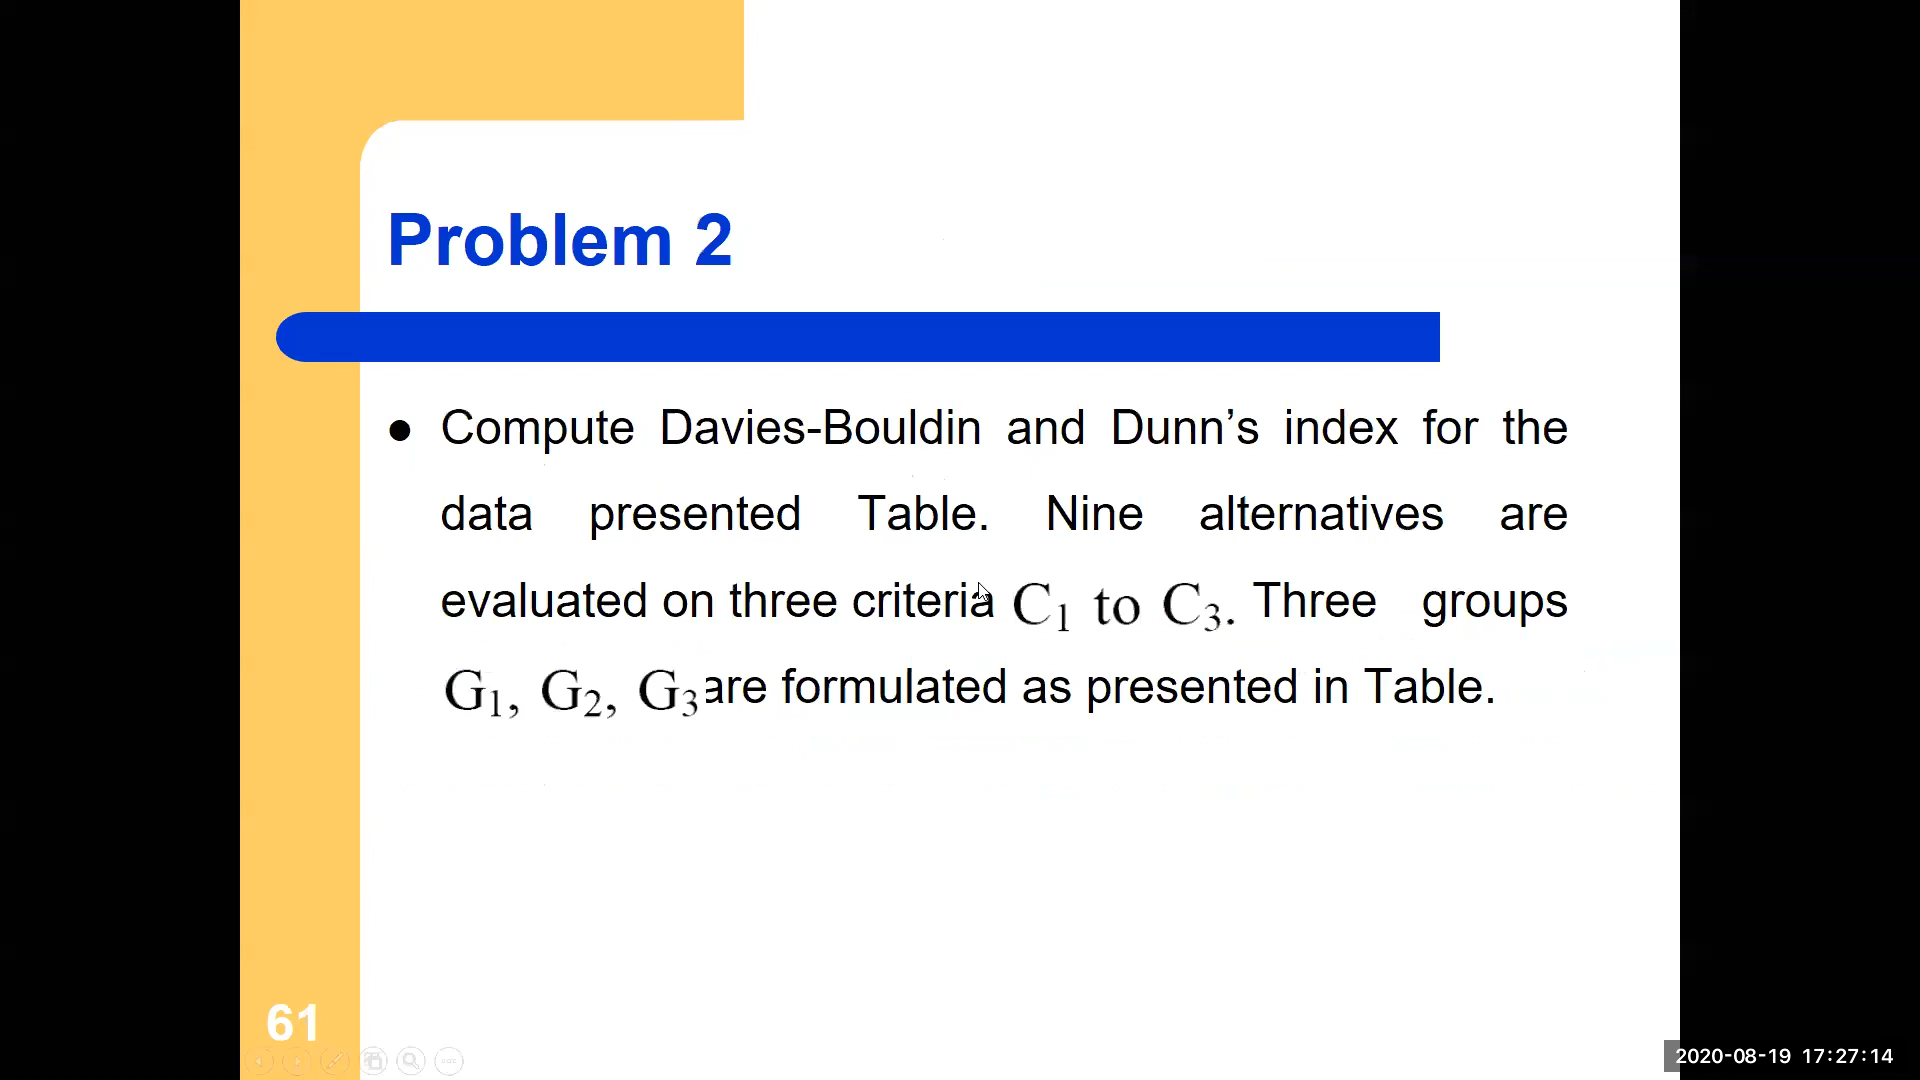 Problem 2
● Compute Davies-Bouldin and Dunn’s index for the
data presented Table. Nine alternatives are
evaluated on three criteria C₁ to C₃. Three groups
G₁, G₂, G₃ are formulated as presented in Table.
61
2020-08-19 17:27:14